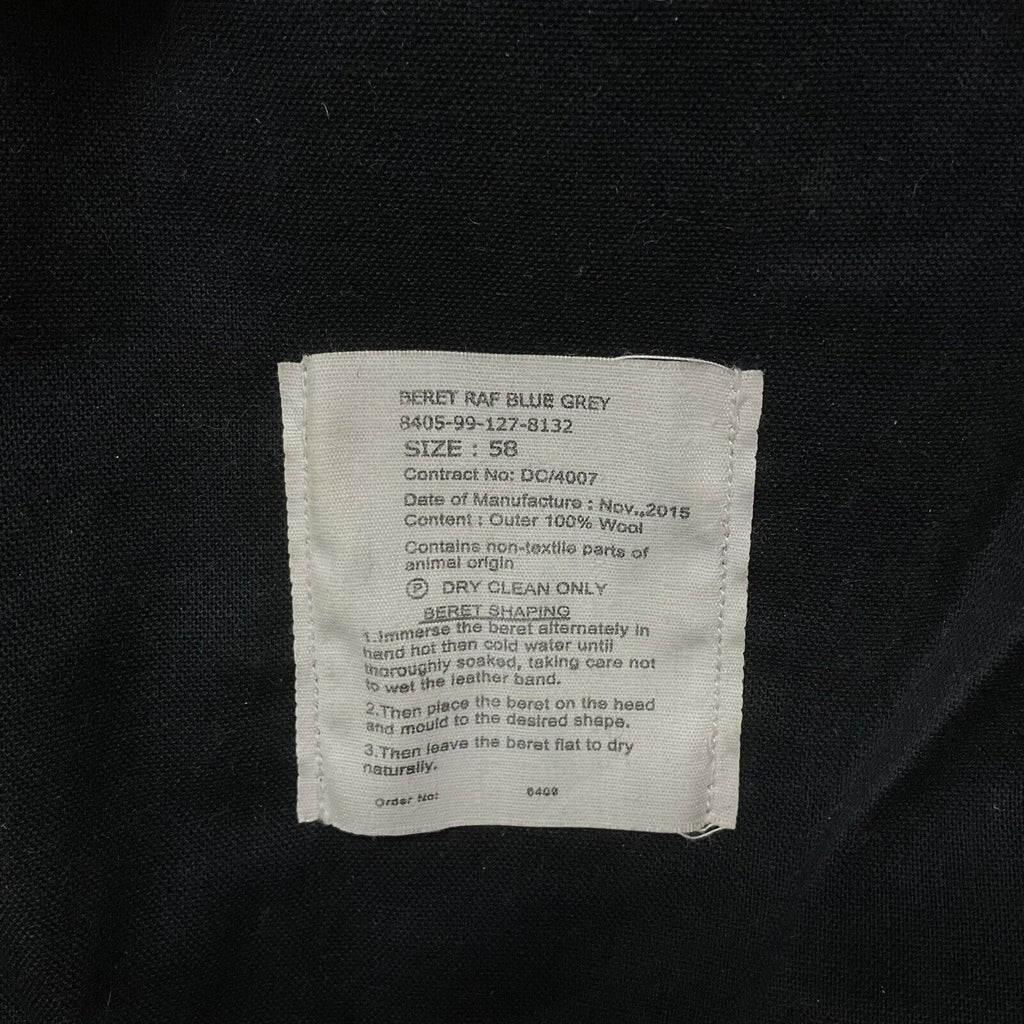 BERET RAF BLUE GREY
8405-99-127-8132
SIZE : 58
Contract No: DC/4007
Date of Manufacture : Nov.,2015
Content : Outer 100% Wool
Contains non-textile parts of
animal origin
Ⓟ DRY CLEAN ONLY
BERET SHAPING
1.Immerse the beret alternately in
hand hot then cold water until
thoroughly soaked, taking care not
to wet the leather band.
2.Then place the beret on the head
and mould to the desired shape.
3.Then leave the beret flat to dry
naturally.
Order No: